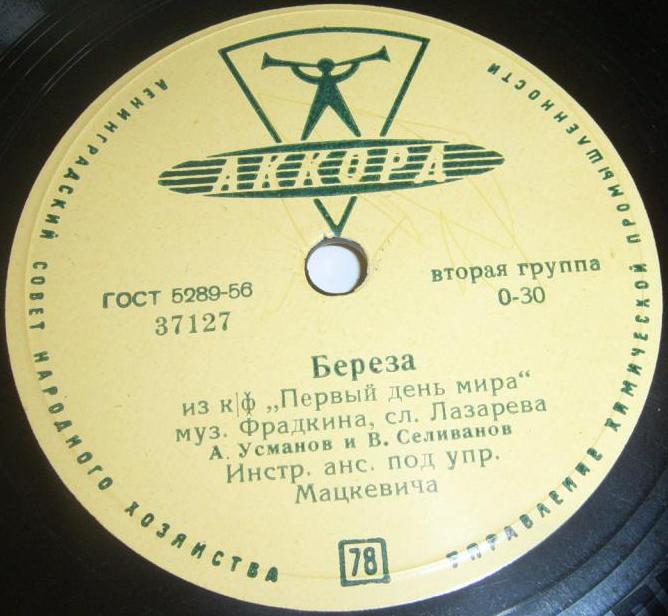 ЛЕНИНГРАДСКИЙ СОВЕТ НАРОДНОГО ХОЗЯЙСТВА
УПРАВЛЕНИЕ ХИМИЧЕСКОЙ ПРОМЫШЛЕННОСТИ
АККОРД
ГОСТ 5289-56
37127
вторая группа
0-30
Береза
из к/ф „Первый день мира“
муз. Фрадкина, сл. Лазарева
А. Усманов и В. Селиванов
Инстр. анс. под упр.
Мацкевича
78